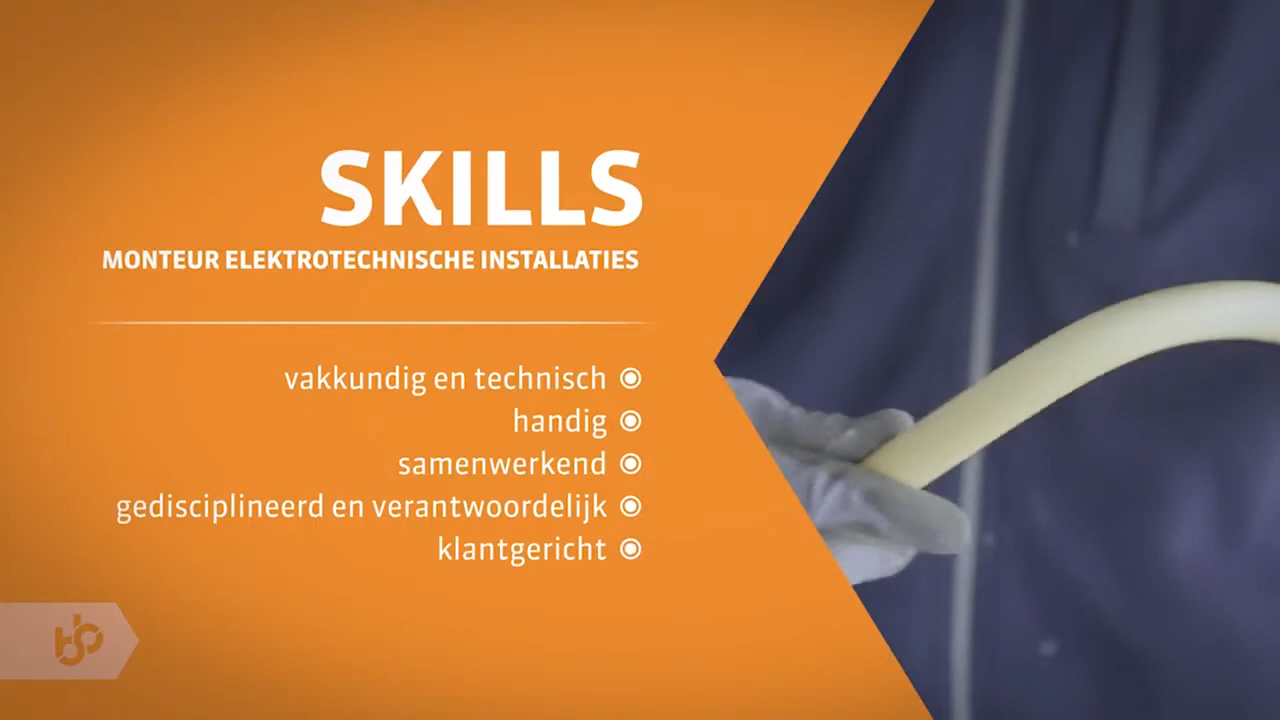 SKILLS
MONTEUR ELEKTROTECHNISCHE INSTALLATIES
vakkundig en technisch
handig
samenwerkend
gedisciplineerd en verantwoordelijk
klantgericht